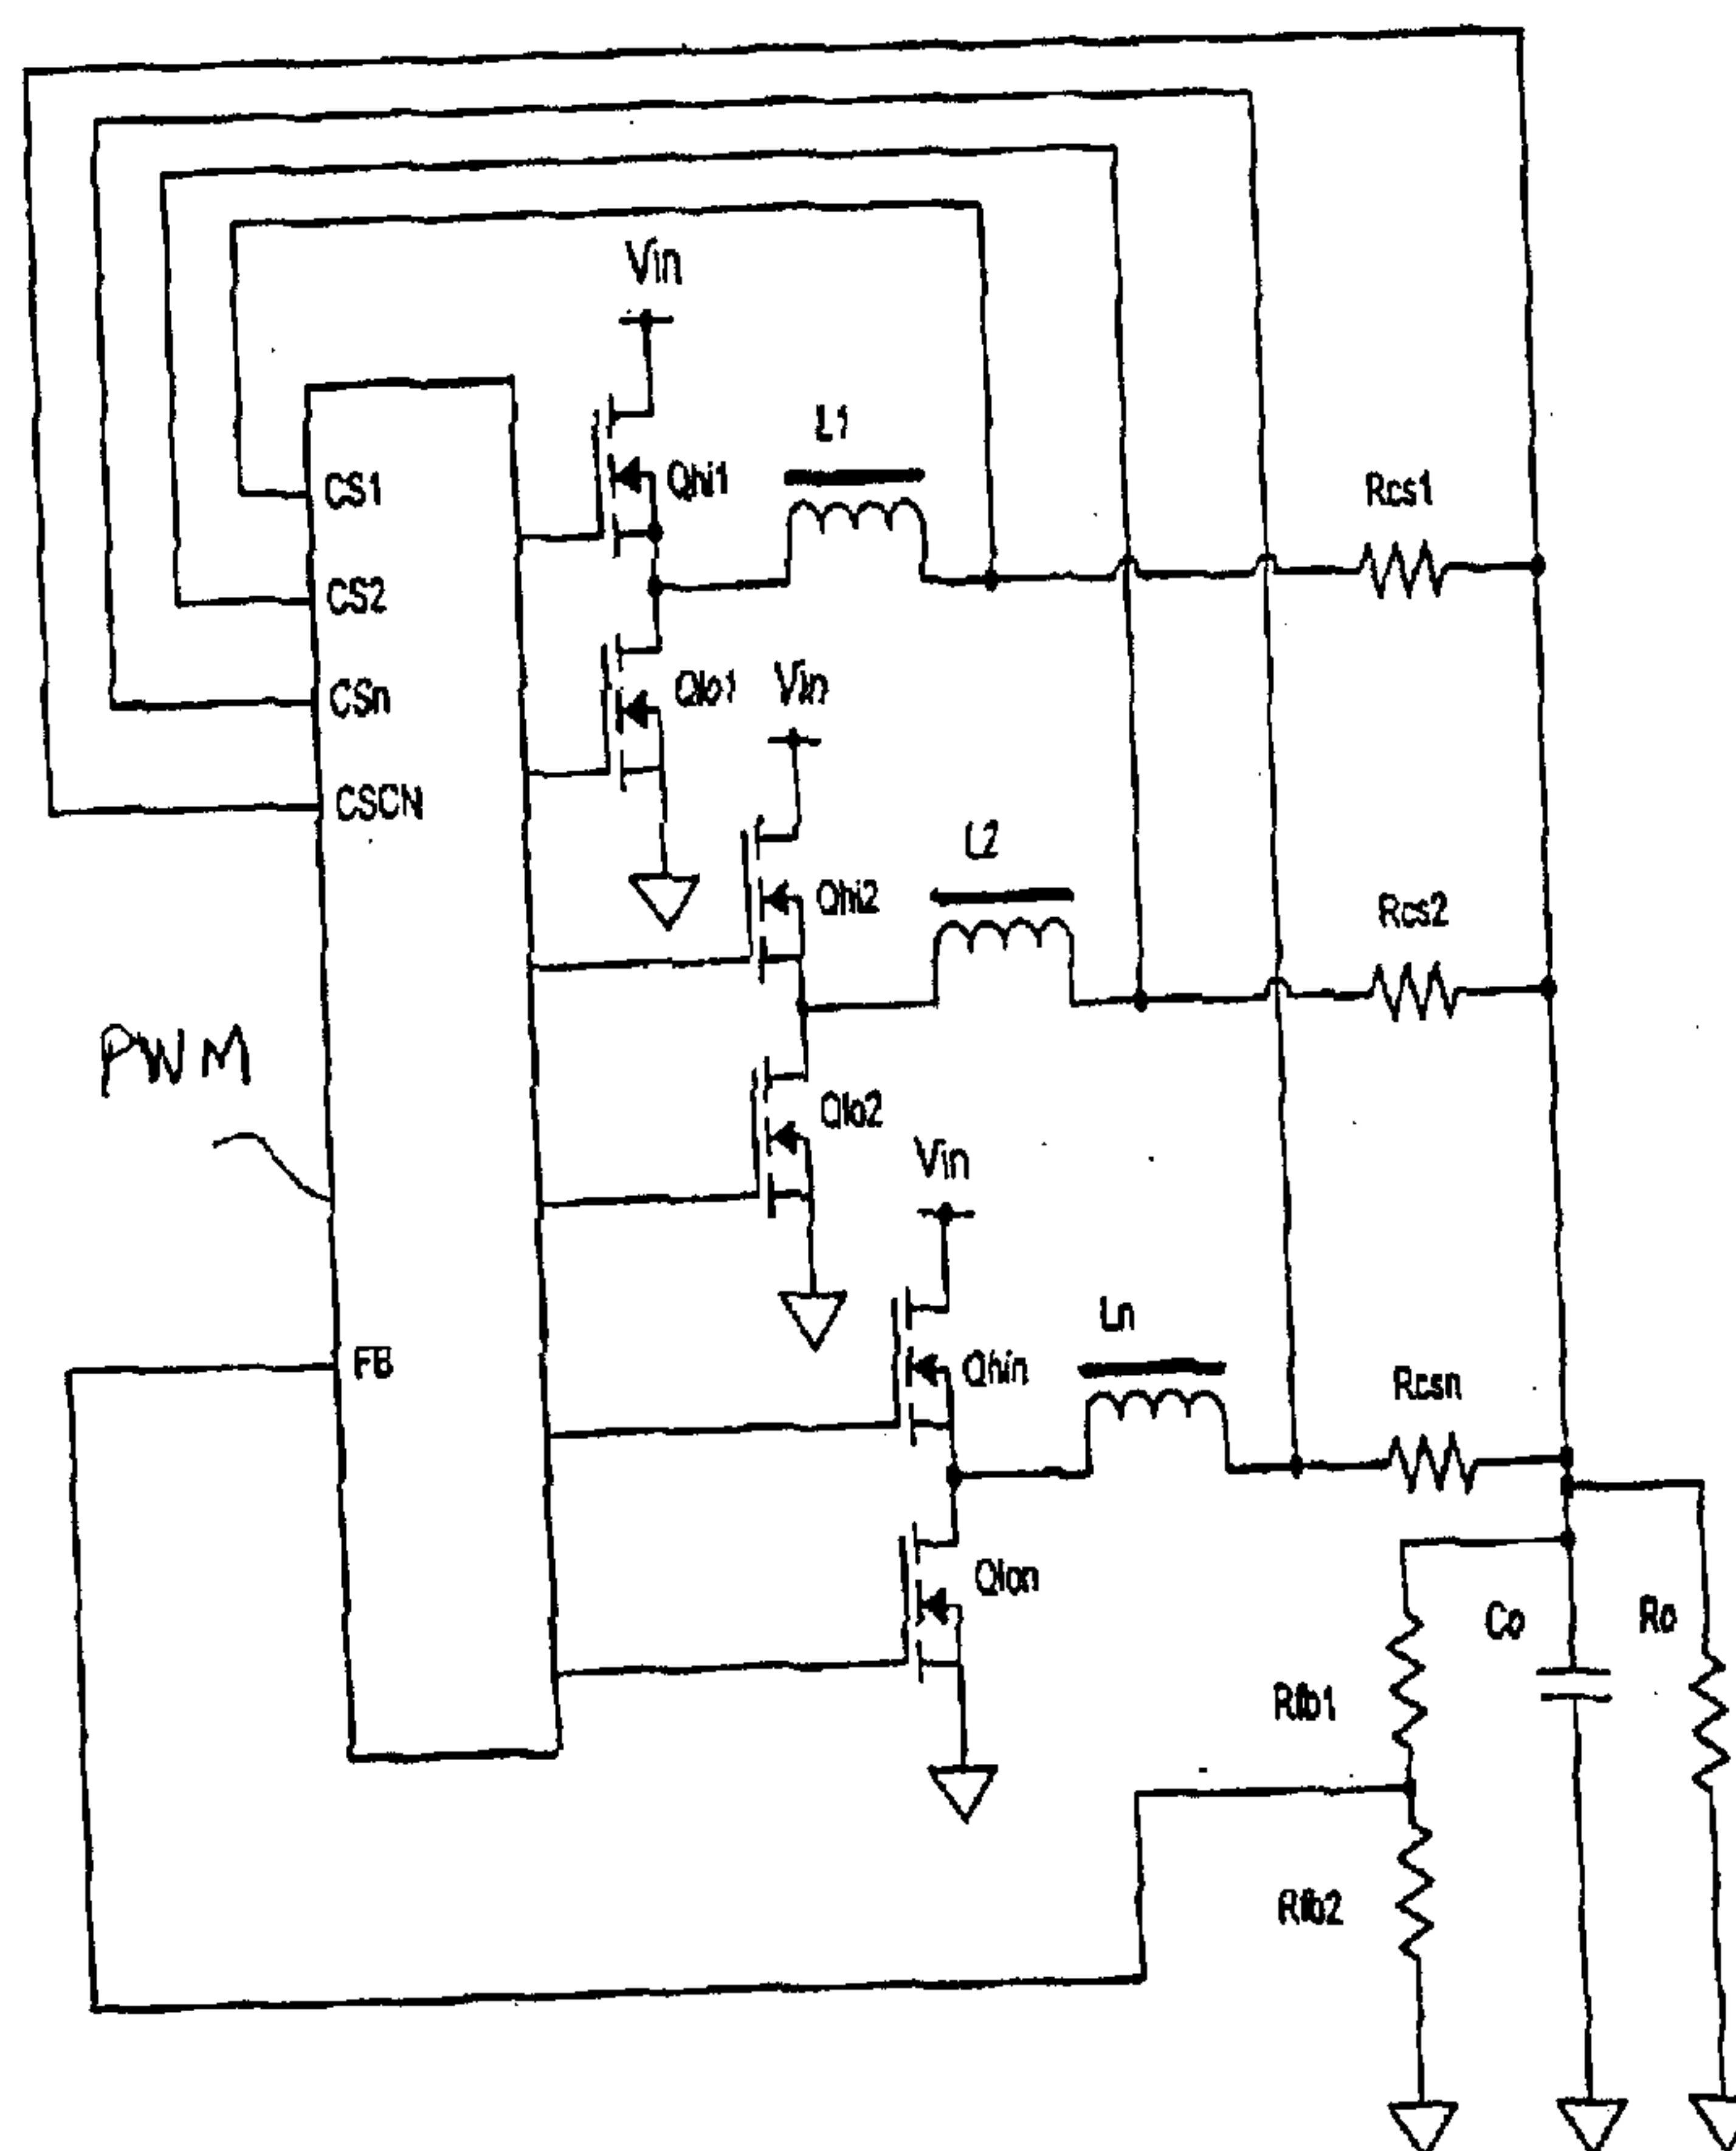 Vin
L1
Qhi1
Rcs1
CS1
CS2
Qlo1
Vin
CSn
CSCN
L2
Qhi2
Rcs2
PWM
Qlo2
Vin
Ln
FB
Qhin
Rcsn
Qlon
Co
Ro
Rfb1
Rfb2